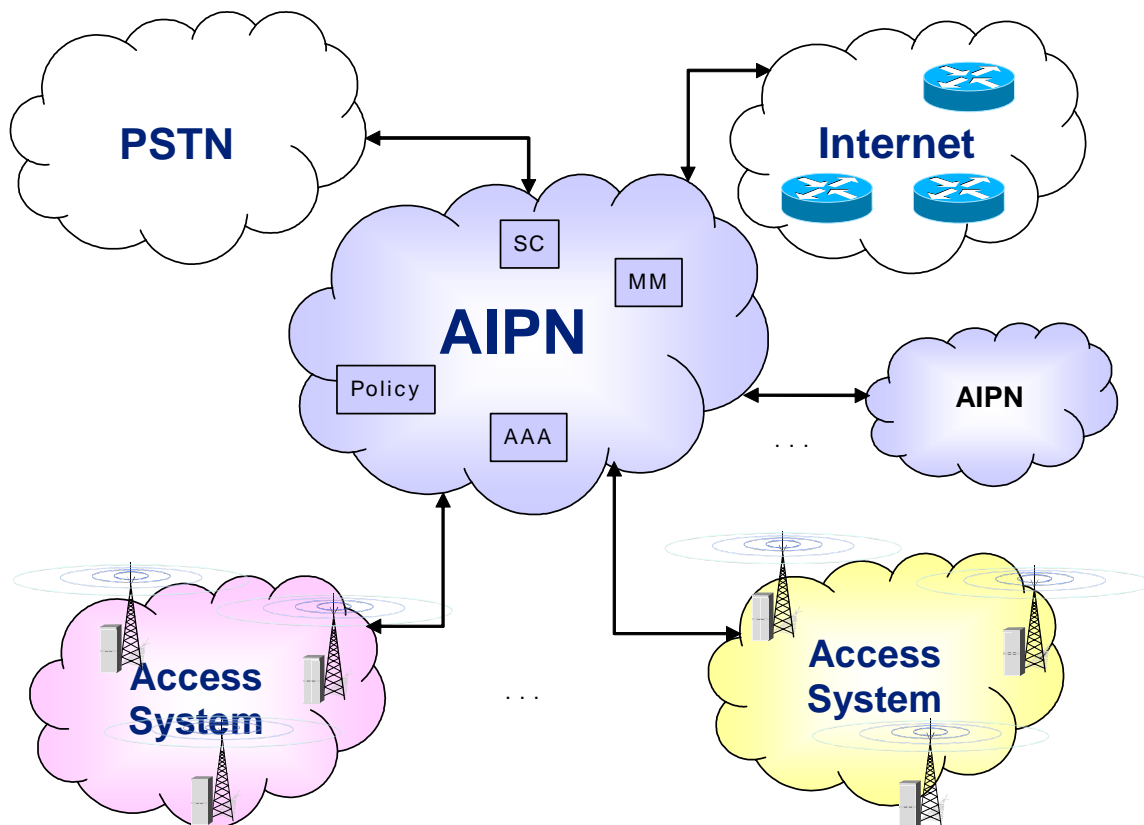 PSTN
Internet
SC
MM
AIPN
Policy
AAA
AIPN
. . .
Access
System
. . .
Access
System